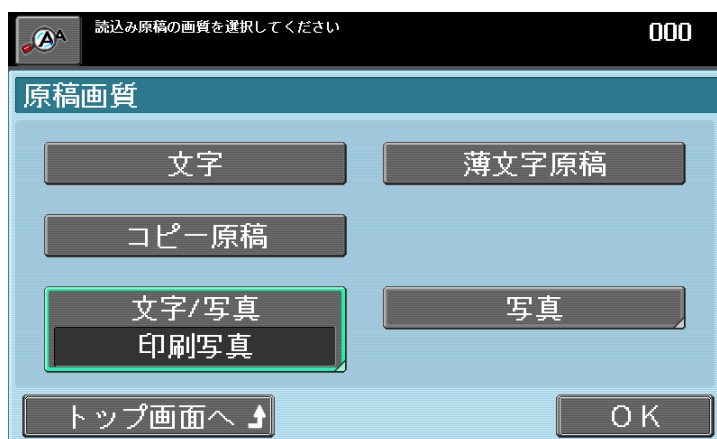 AA
読込み原稿の画質を選択してください
000
原稿画質
文字
薄文字原稿
コピー原稿
文字/写真
印刷写真
写真
トップ画面へ
OK